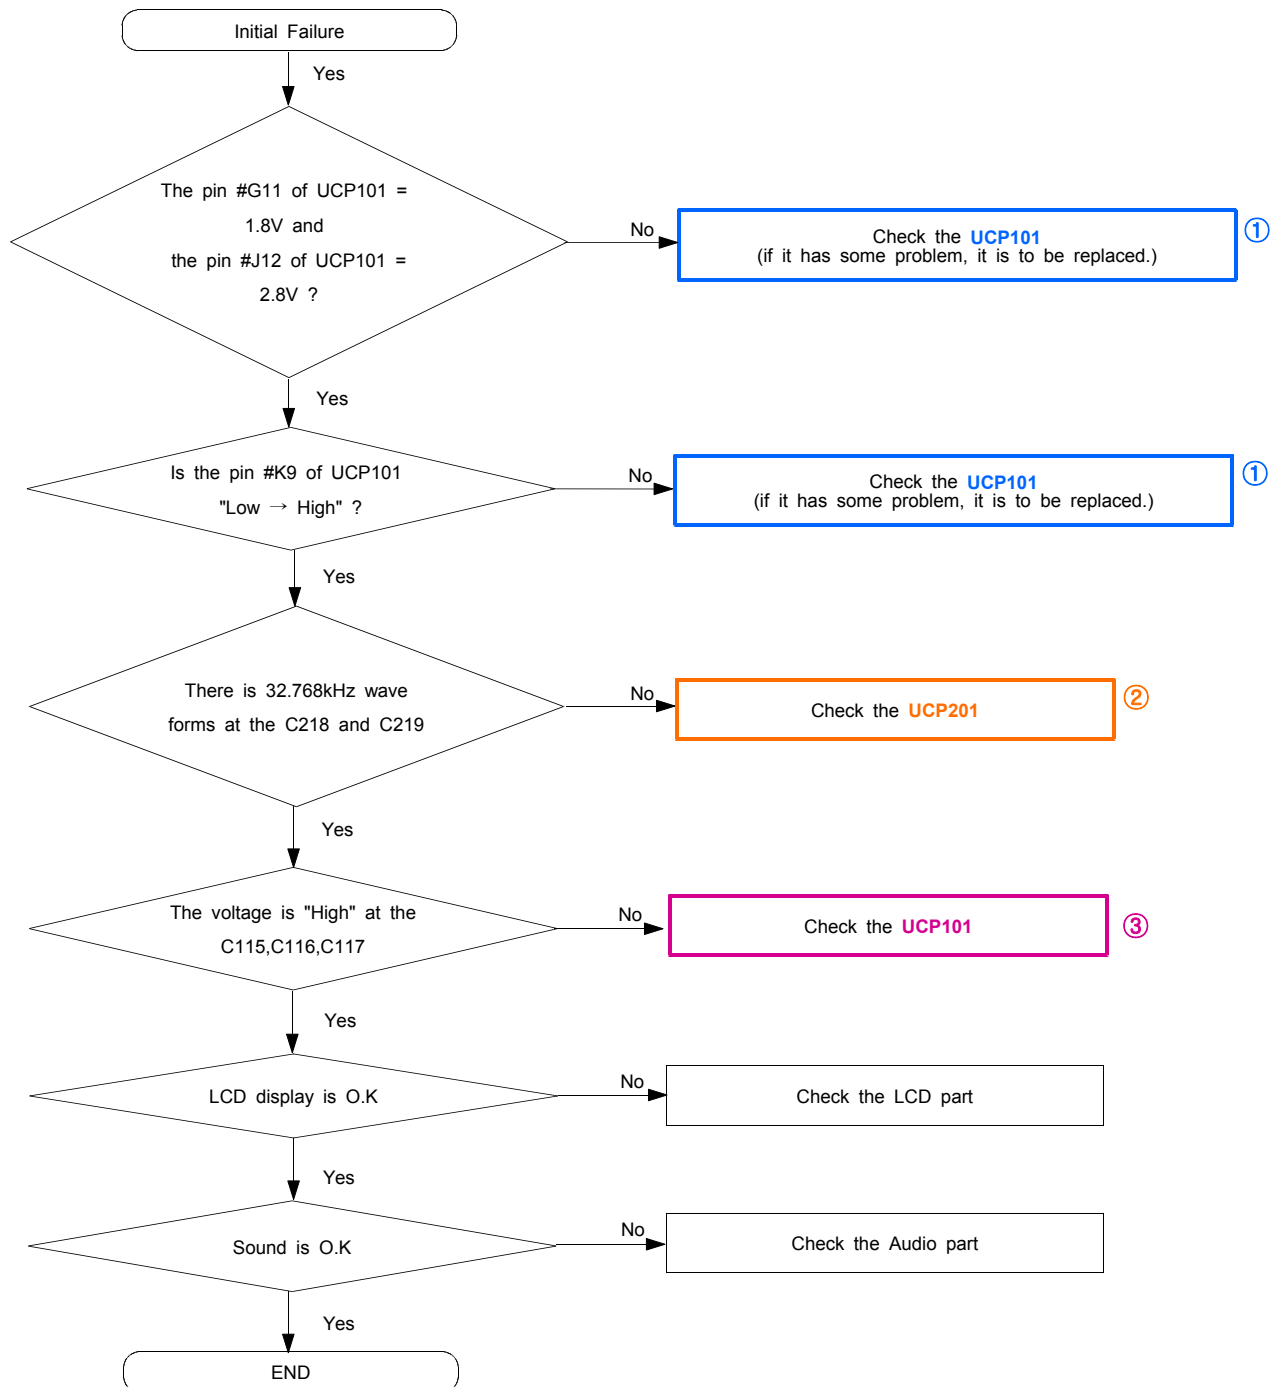 Initial Failure
Yes
The pin #G11 of UCP101 =
1.8V and
the pin #J12 of UCP101 =
2.8V ?
No
Check the UCP101
(if it has some problem, it is to be replaced.)
①
Yes
Is the pin #K9 of UCP101
"Low → High" ?
No
Check the UCP101
(if it has some problem, it is to be replaced.)
①
Yes
There is 32.768kHz wave
forms at the C218 and C219
No
Check the UCP201
②
Yes
The voltage is "High" at the
C115,C116,C117
No
Check the UCP101
③
Yes
LCD display is O.K
No
Check the LCD part
Yes
Sound is O.K
No
Check the Audio part
Yes
END